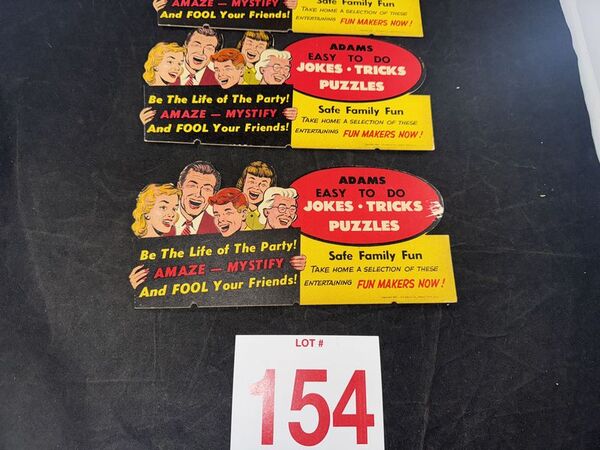 AMAZE — MYSTIFY
And FOOL Your Friends!
Safe Family Fun
TAKE HOME A SELECTION OF THESE
ENTERTAINING FUN MAKERS NOW!
ADAMS
EASY TO DO
JOKES • TRICKS
PUZZLES
Be The Life of The Party!
AMAZE — MYSTIFY
And FOOL Your Friends!
Safe Family Fun
TAKE HOME A SELECTION OF THESE
ENTERTAINING FUN MAKERS NOW!
ADAMS
EASY TO DO
JOKES • TRICKS
PUZZLES
Be The Life of The Party!
AMAZE — MYSTIFY
And FOOL Your Friends!
Safe Family Fun
TAKE HOME A SELECTION OF THESE
ENTERTAINING FUN MAKERS NOW!
LOT #
154